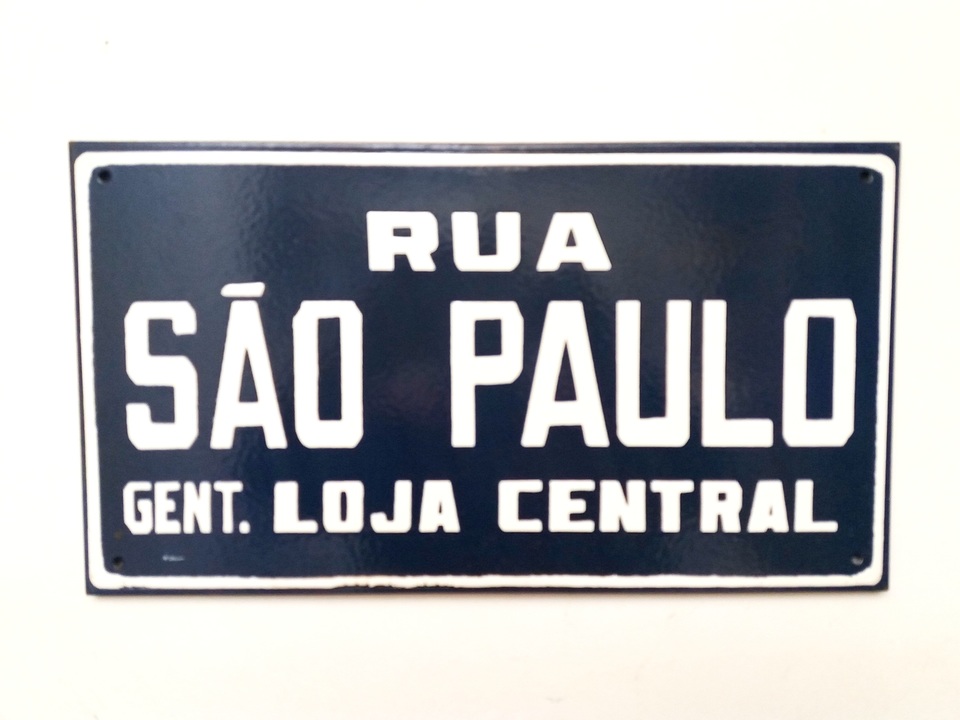 RUA
SÃO PAULO
GENT. LOJA CENTRAL